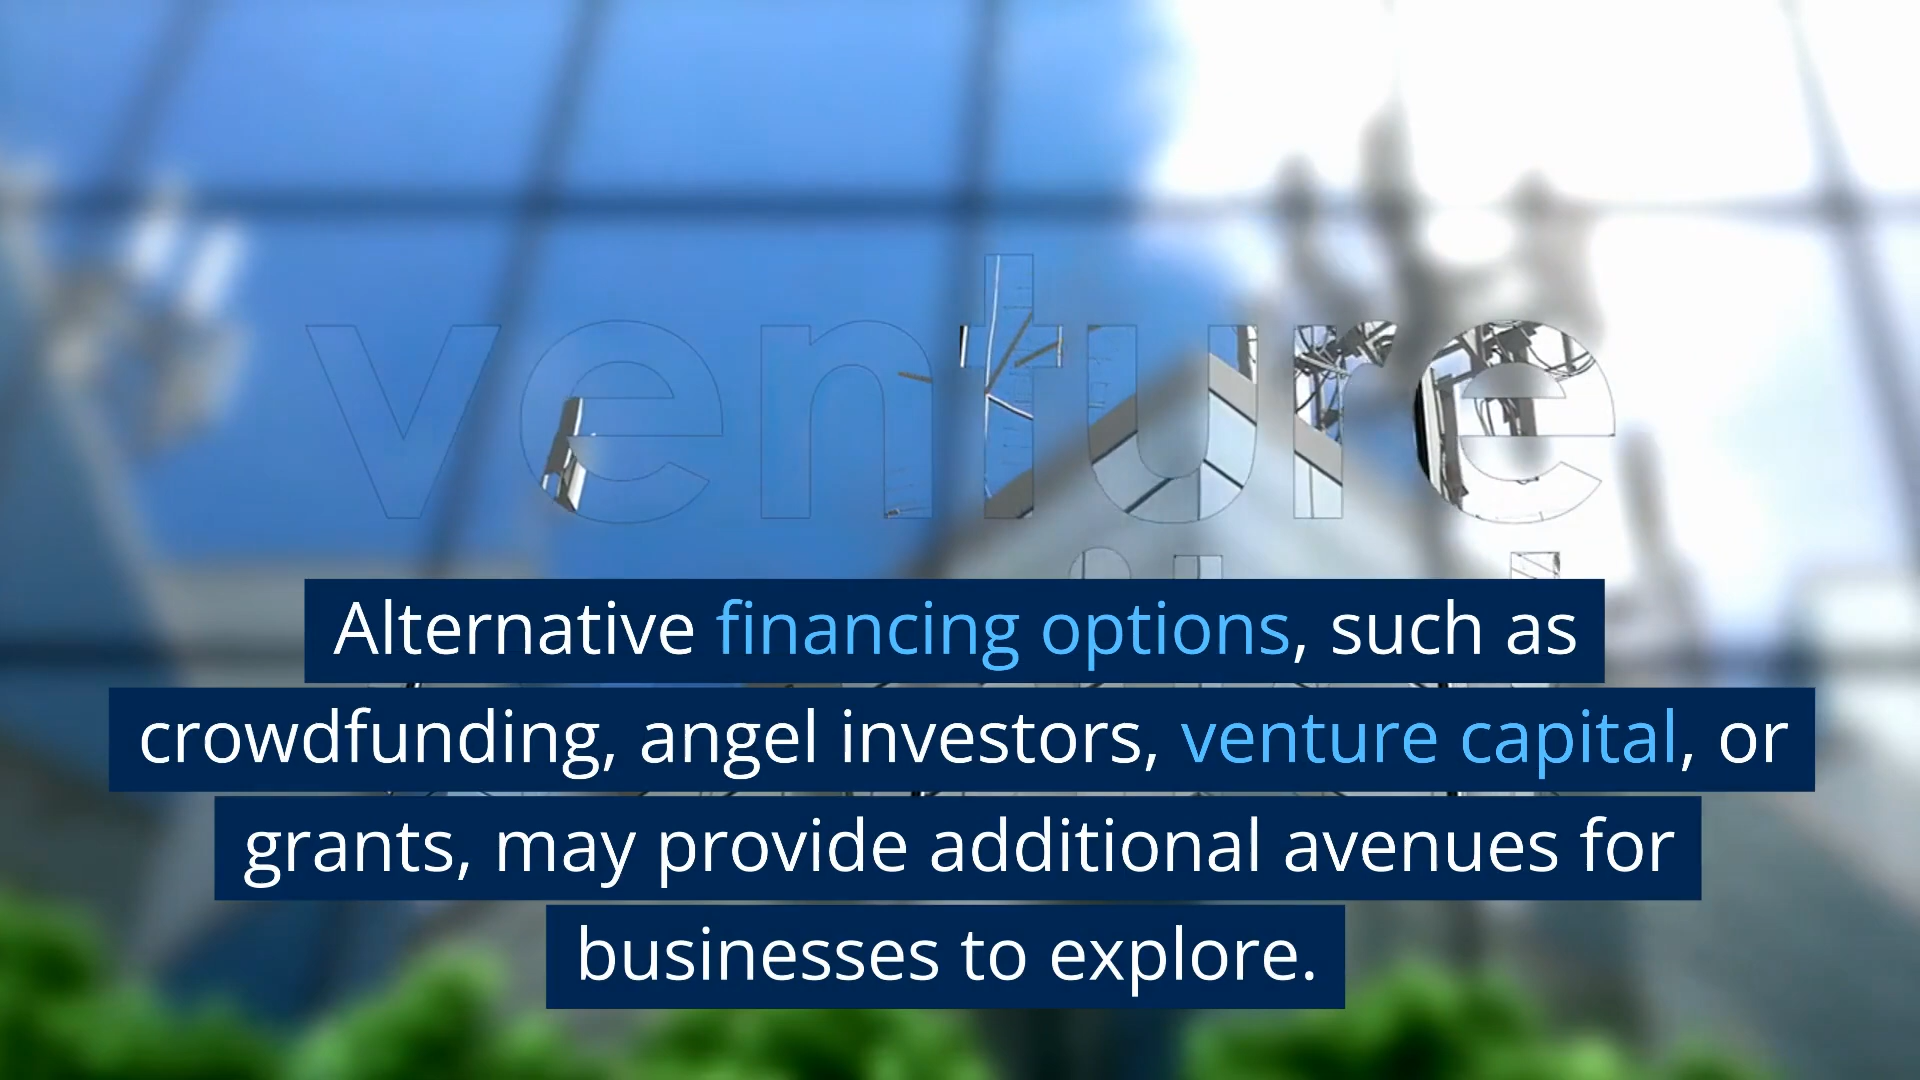 venture
Alternative financing options, such as
crowdfunding, angel investors, venture capital, or
grants, may provide additional avenues for
businesses to explore.